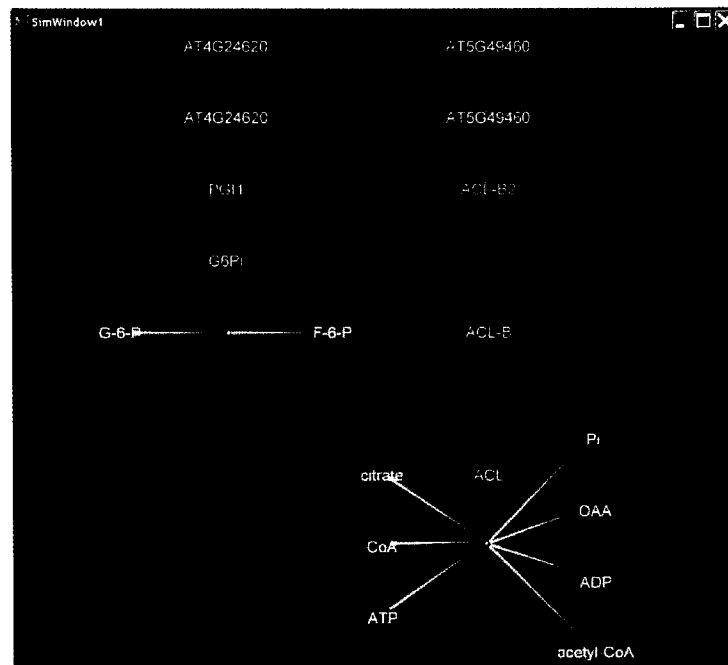 SimWindow1
AT4G24620 AT5G49460
AT4G24620 AT5G49460
PGI1 ACL-B2
G6PI
G-6-P F-6-P ACL-B
Pi
citrate ACL
OAA
CoA
ADP
ATP
acetyl-CoA